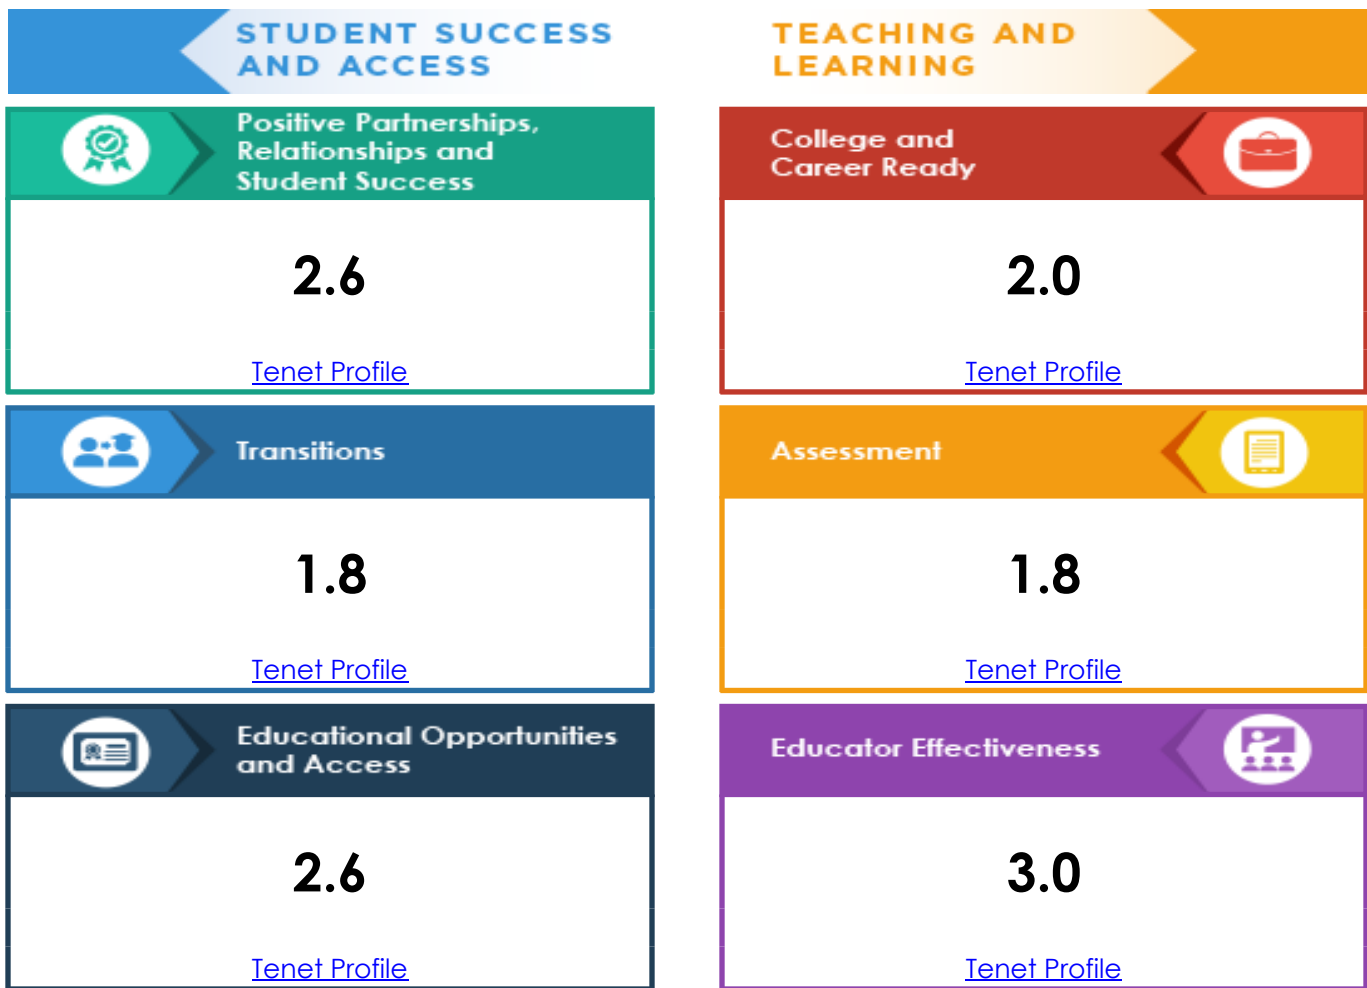 STUDENT SUCCESS
AND ACCESS
TEACHING AND
LEARNING
Positive Partnerships,
Relationships and
Student Success
2.6
Tenet Profile
College and
Career Ready
2.0
Tenet Profile
Transitions
1.8
Tenet Profile
Assessment
1.8
Tenet Profile
Educational Opportunities
and Access
2.6
Tenet Profile
Educator Effectiveness
3.0
Tenet Profile